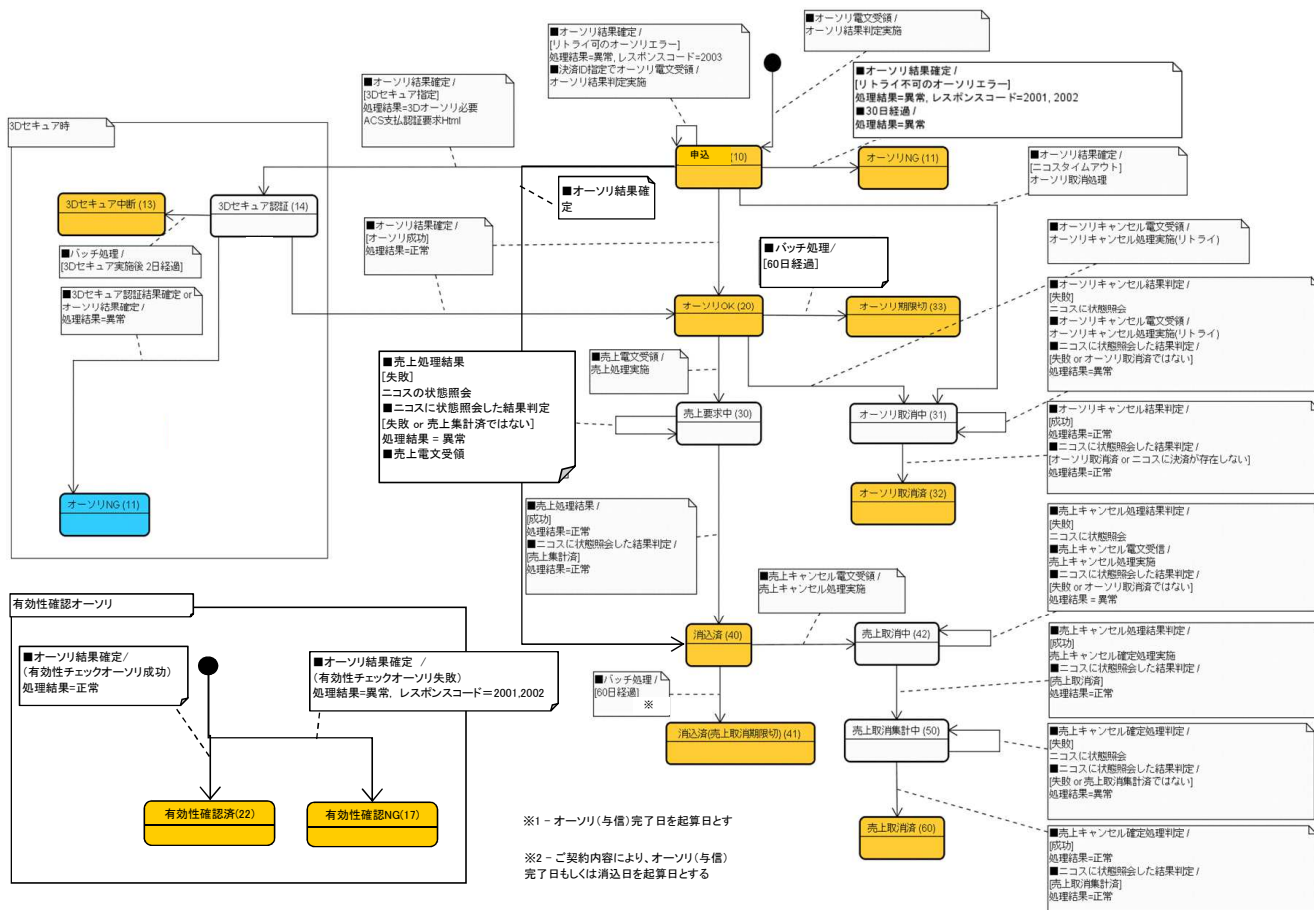 ■オーソリ電文受領 /
オーソリ結果判定実施
■オーソリ結果確定 /
[リトライ可のオーソリエラー]
処理結果=異常, レスポンスコード=2003
■決済ID指定でオーソリ電文受領 /
オーソリ結果判定実施
■オーソリ結果確定 /
[リトライ不可のオーソリエラー]
処理結果=異常, レスポンスコード=2001, 2002
■30日経過 /
処理結果=異常
■オーソリ結果確定 /
[3Dセキュア指定]
処理結果=3Dオーソリ必要
ACS支払認証要求Html
3Dセキュア時
申込 (10)
オーソリNG (11)
■オーソリ結果確定 /
[ニコスタイムアウト]
オーソリ取消処理
■オーソリ結果確
定
3Dセキュア中断 (13)
3Dセキュア認証 (14)
■オーソリ結果確定 /
[オーソリ成功]
処理結果=正常
■オーソリキャンセル電文受領 /
オーソリキャンセル処理実施(リトライ)
■バッチ処理 /
[3Dセキュア実施後 2日経過]
■バッチ処理/
[60日経過]
■3Dセキュア認証結果確定 or
オーソリ結果確定 /
処理結果=異常
オーソリOK (20)
オーソリ期限切 (33)
■オーソリキャンセル結果判定 /
[失敗]
ニコスに状態照会
■オーソリキャンセル電文受領 /
オーソリキャンセル処理実施(リトライ)
■ニコスに状態照会した結果判定 /
[失敗 or オーソリ取消済ではない]
処理結果=異常
■売上処理結果
[失敗]
ニコスの状態照会
■ニコスに状態照会した結果判定
[失敗 or 売上集計済ではない]
処理結果 = 異常
■売上電文受領
■売上電文受領 /
売上処理実施
売上要求中 (30)
オーソリ取消中 (31)
■オーソリキャンセル結果判定 /
[成功]
処理結果=正常
■ニコスに状態照会した結果判定 /
[オーソリ取消済 or ニコスに決済が存在しない]
処理結果=正常
オーソリNG (11)
オーソリ取消済 (32)
■売上処理結果 /
[成功]
処理結果=正常
■ニコスに状態照会した結果判定 /
[売上集計済]
処理結果=正常
■売上キャンセル処理結果判定 /
[失敗]
ニコスに状態照会
■売上キャンセル電文受信 /
売上キャンセル処理実施
■ニコスに状態照会した結果判定 /
[失敗 or オーソリ取消済ではない]
処理結果 = 異常
■売上キャンセル電文受領 /
売上キャンセル処理実施
有効性確認オーソリ
消込済 (40)
売上取消中 (42)
■売上キャンセル処理結果判定 /
[成功]
売上キャンセル確定処理実施
■ニコスに状態照会した結果判定 /
[売上取消済]
処理結果=正常
■オーソリ結果確定/
(有効性チェックオーソリ成功)
処理結果=正常
■オーソリ結果確定 /
(有効性チェックオーソリ失敗)
処理結果=異常, レスポンスコード=2001,2002
■バッチ処理 /
[60日経過]
※
消込済(売上取消期限切) (41)
売上取消集計中 (50)
■売上キャンセル確定処理判定 /
[失敗]
ニコスに状態照会
■ニコスに状態照会した結果判定 /
[失敗 or 売上取消集計済ではない]
処理結果=異常
有効性確認済(22)
有効性確認NG(17)
※1 - オーソリ(与信)完了日を起算日とす
売上取消済 (60)
※2 - ご契約内容により、オーソリ(与信)
完了日もしくは消込日を起算日とする
■売上キャンセル確定処理判定 /
[成功]
処理結果=正常
■ニコスに状態照会した結果判定 /
[売上取消集計済]
処理結果=正常